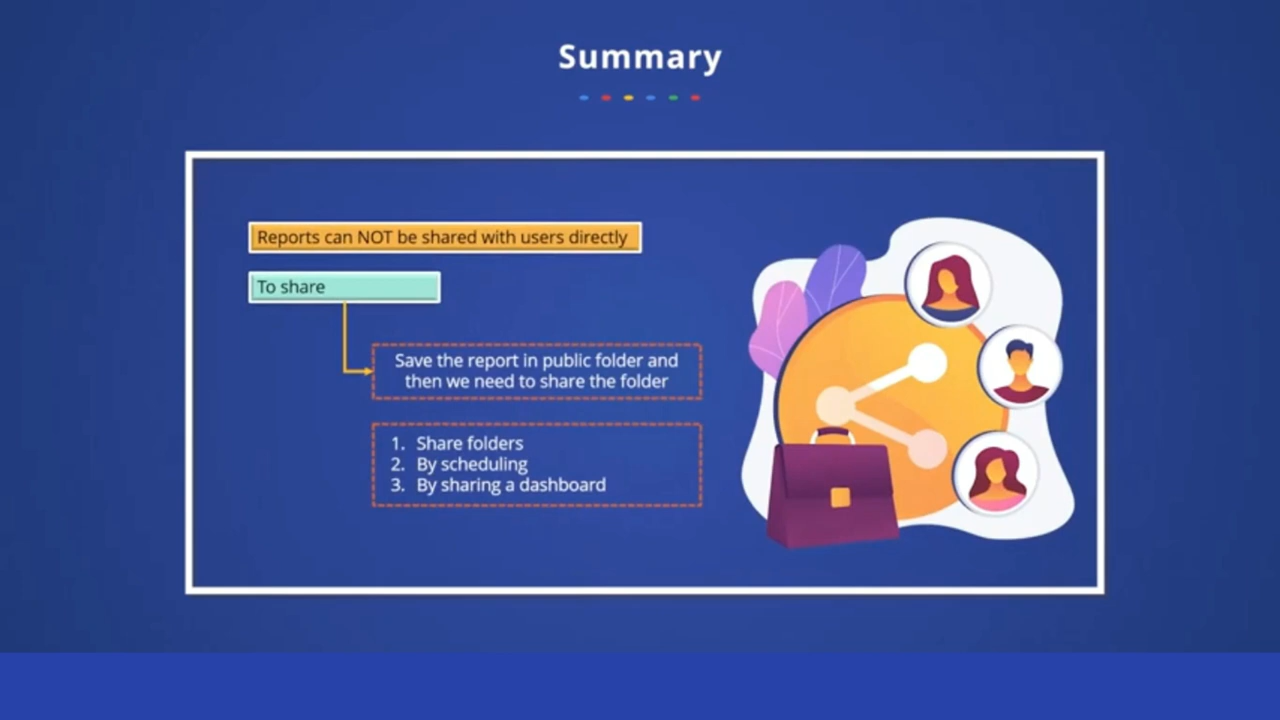 Summary
Reports can NOT be shared with users directly
To share
Save the report in public folder and
then we need to share the folder
1. Share folders
2. By scheduling
3. By sharing a dashboard